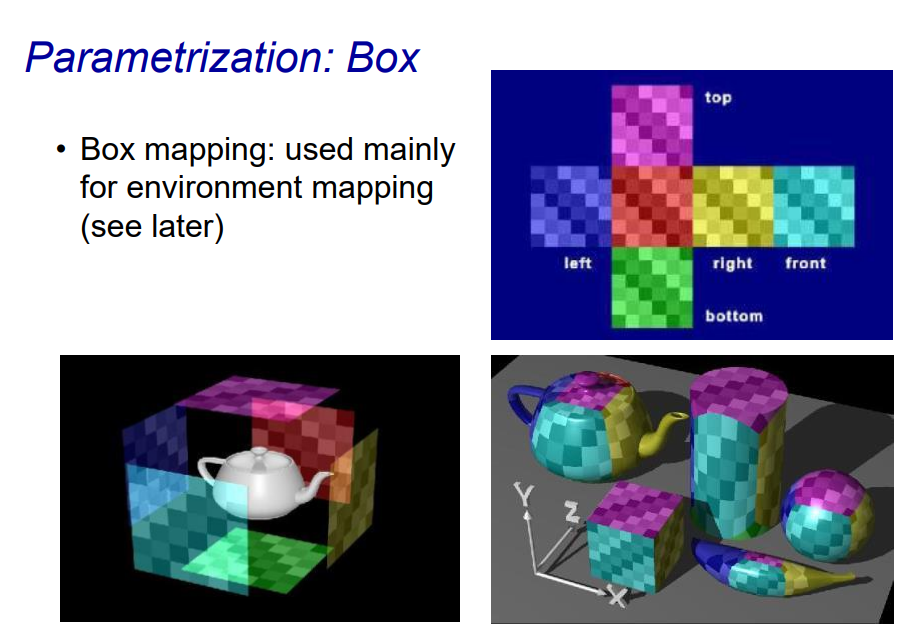 Parametrization: Box
• Box mapping: used mainly
for environment mapping
(see later)
top
left
right
front
bottom
Y
Z
X